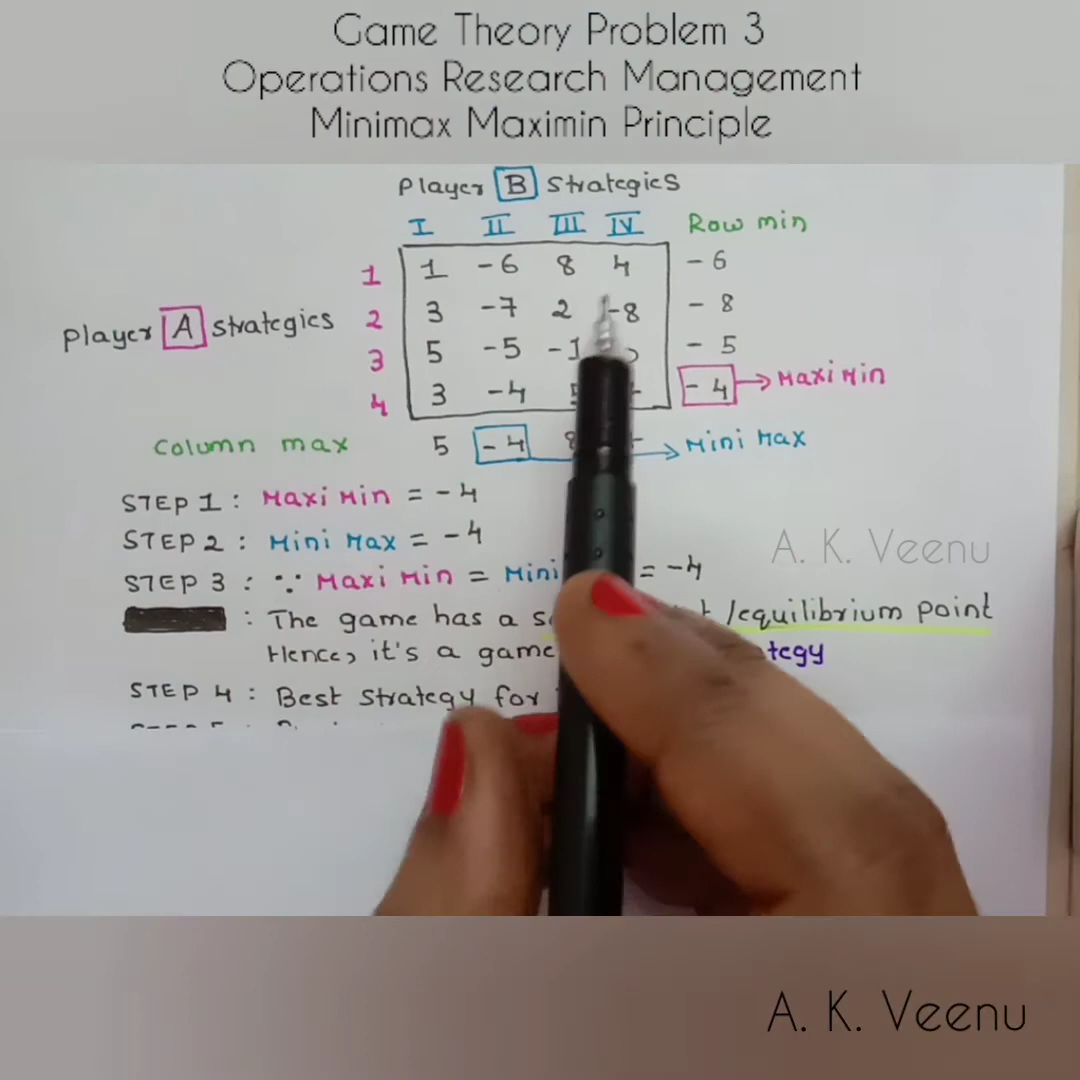 Game Theory Problem 3
Operations Research Management
Minimax Maximin Principle
Player B Strategies
I II III IV Row min
1 1 -6 8 4 -6
Player A Strategies 2 3 -7 2 -8 -8
3 5 -5 -1 -5
4 3 -4 -4 → Maxi Min
Column max 5 -4 8 → Mini Max
STEP 1 : Maxi Min = -4
STEP 2 : Mini Max = -4
A. K. Veenu
STEP 3 : ∵ Maxi Min = Mini = -4
: The game has a /equilibrium point
Hence, it's a game
STEP 4 : Best Strategy for
A. K. Veenu